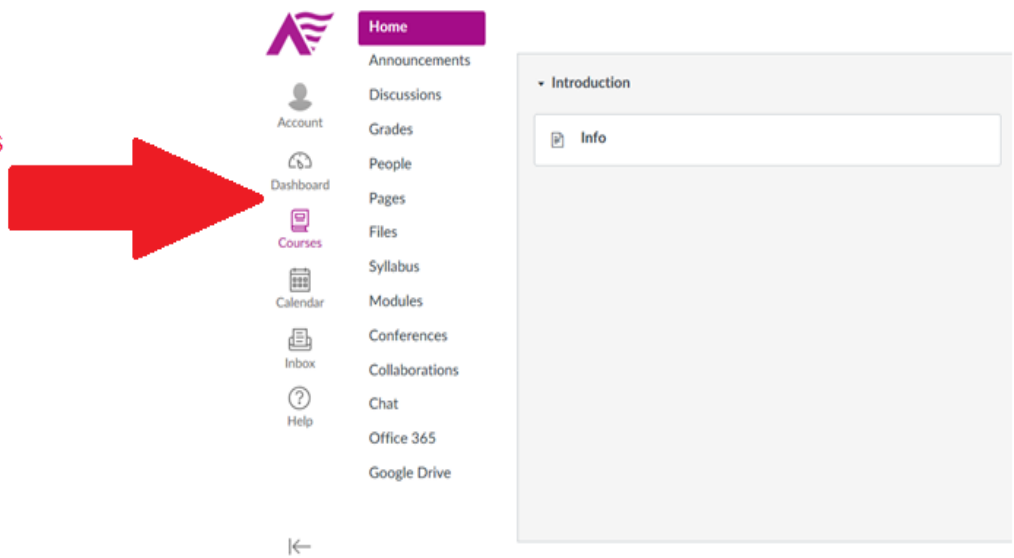 Account
Dashboard
Courses
Calendar
Inbox
Help
Home
Announcements
Discussions
Grades
People
Pages
Files
Syllabus
Modules
Conferences
Collaborations
Chat
Office 365
Google Drive
Introduction
Info